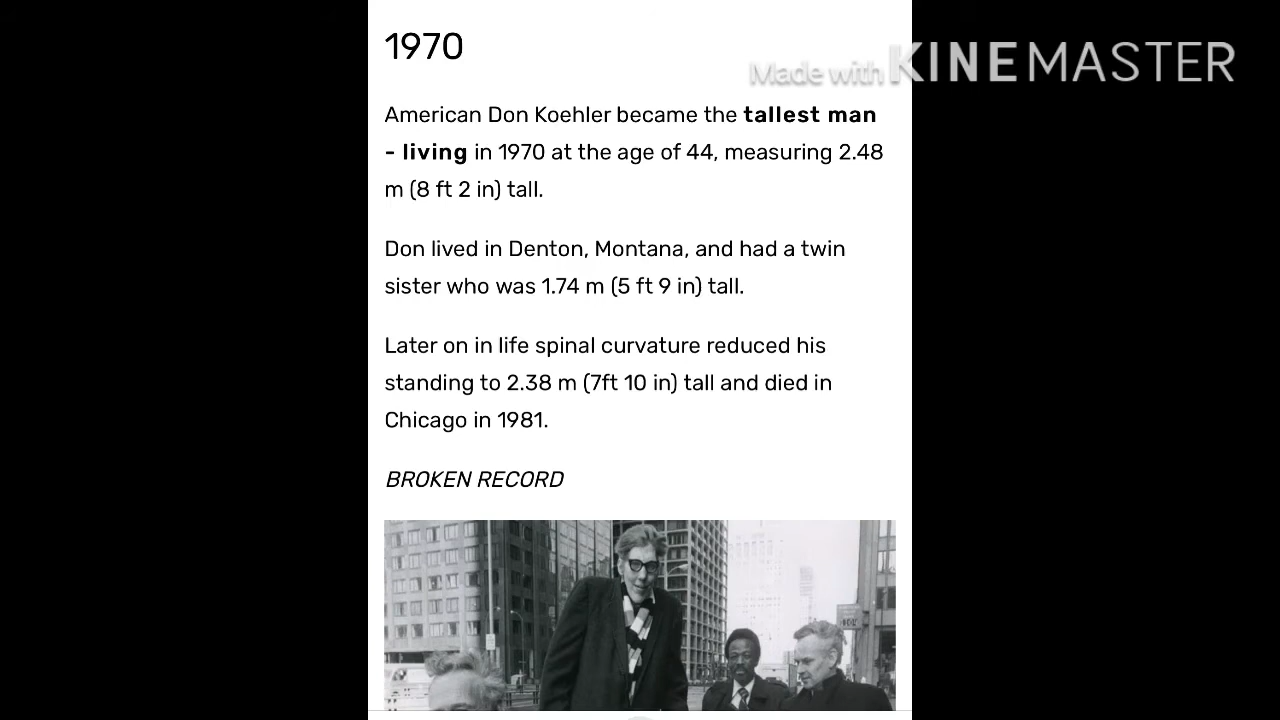 1970
Made with KINEMASTER
American Don Koehler became the tallest man
- living in 1970 at the age of 44, measuring 2.48
m (8 ft 2 in) tall.
Don lived in Denton, Montana, and had a twin
sister who was 1.74 m (5 ft 9 in) tall.
Later on in life spinal curvature reduced his
standing to 2.38 m (7ft 10 in) tall and died in
Chicago in 1981.
BROKEN RECORD